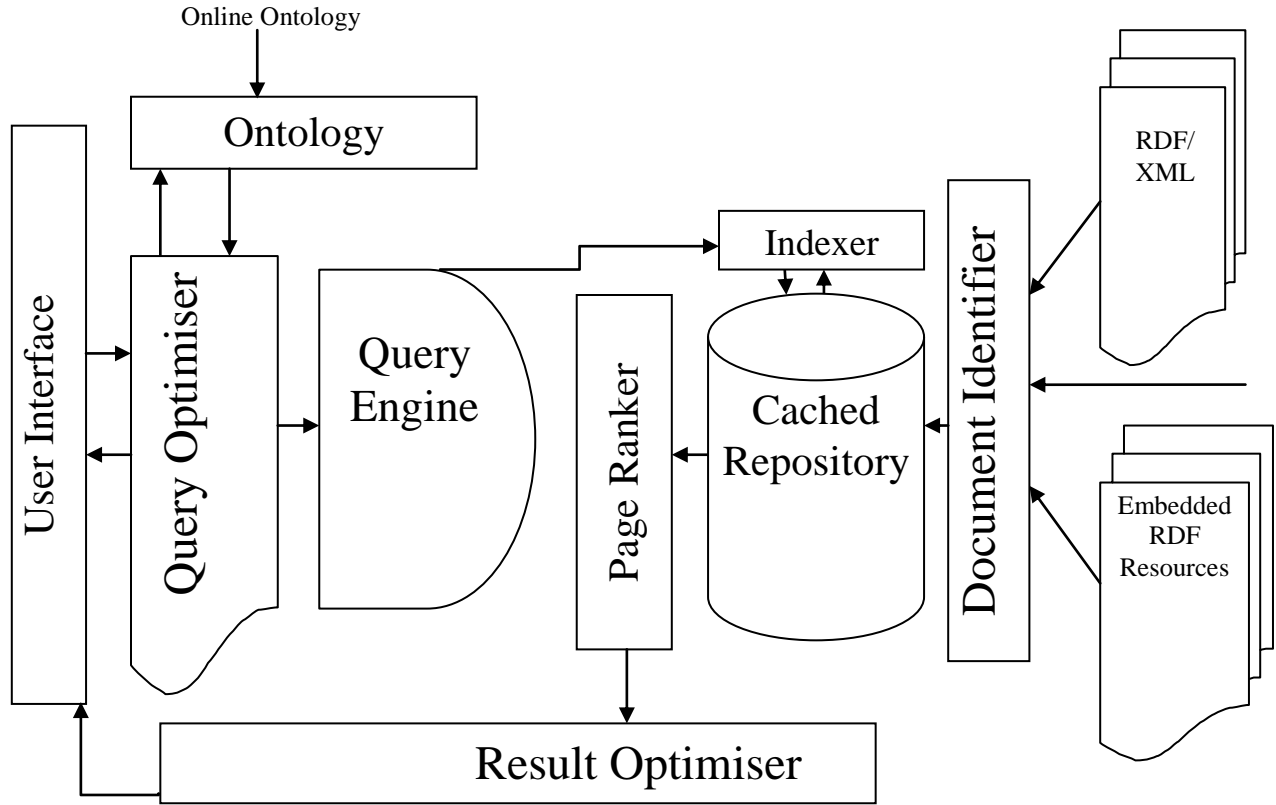 Online Ontology
Ontology
User Interface
Query Optimiser
Query
Engine
Indexer
Page Ranker
Cached
Repository
Document Identifier
RDF/
XML
Embedded
RDF
Resources
Result Optimiser